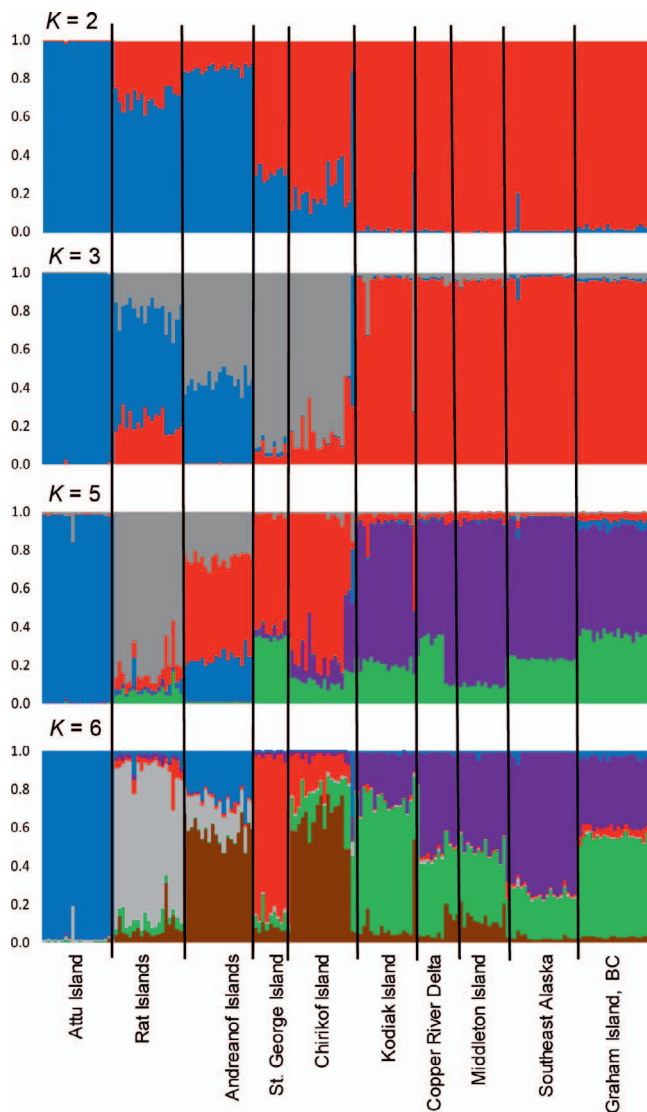 K = 2
1.0
0.8
0.6
0.4
0.2
0.0
K = 3
1.0
0.8
0.6
0.4
0.2
0.0
K = 5
1.0
0.8
0.6
0.4
0.2
0.0
K = 6
1.0
0.8
0.6
0.4
0.2
0.0
Attu Island
Rat Islands
Andreanof Islands
St. George Island
Chirikof Island
Kodiak Island
Copper River Delta
Middleton Island
Southeast Alaska
Graham Island, BC